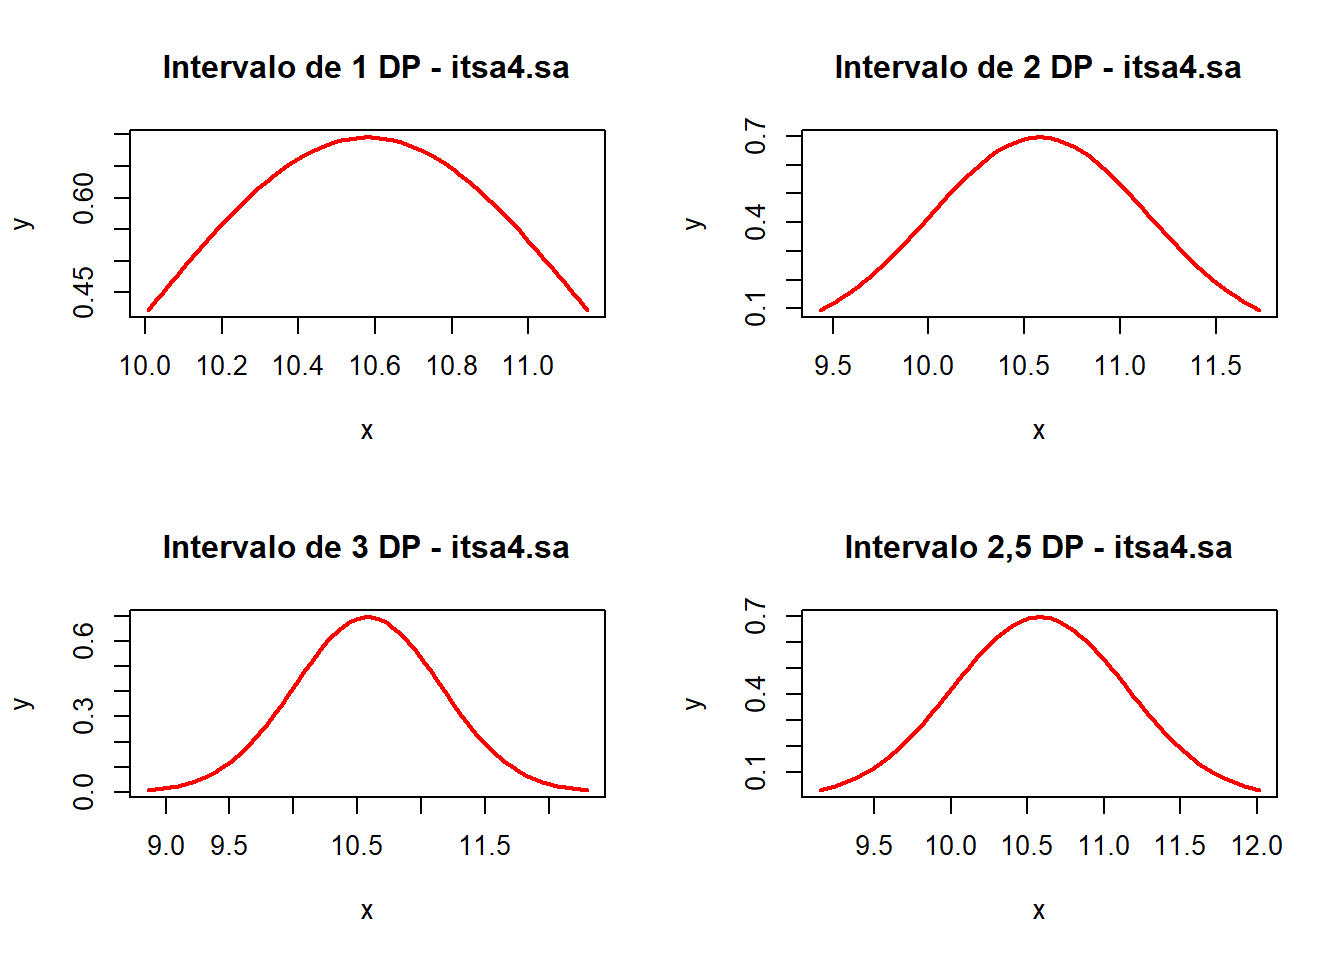 Intervalo de 1 DP - itsa4.sa
y
0.45 0.60
10.0 10.2 10.4 10.6 10.8 11.0
x
Intervalo de 2 DP - itsa4.sa
y
0.1 0.4 0.7
9.5 10.0 10.5 11.0 11.5
x
Intervalo de 3 DP - itsa4.sa
y
0.0 0.3 0.6
9.0 9.5 10.5 11.5
x
Intervalo 2,5 DP - itsa4.sa
y
0.1 0.4 0.7
9.5 10.0 10.5 11.0 11.5 12.0
x